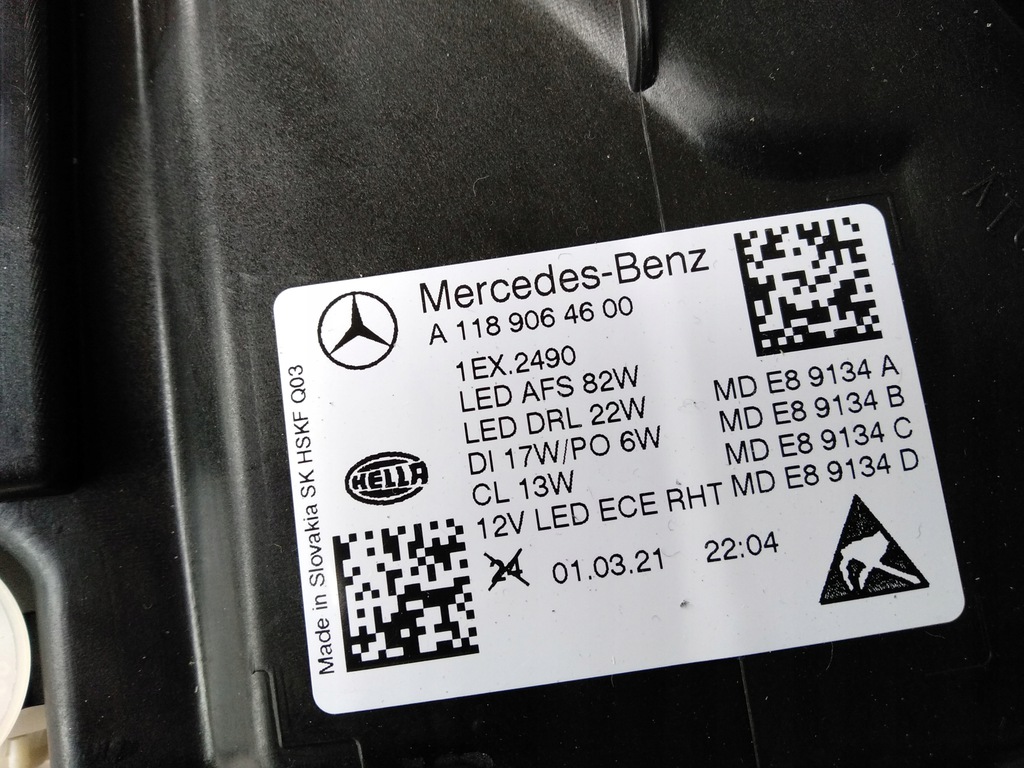 Mercedes-Benz
A 118 906 46 00
1EX.2490
LED AFS 82W
LED DRL 22W
DI 17W/PO 6W
CL 13W
12V LED ECE RHT
MD E8 9134 A
MD E8 9134 B
MD E8 9134 C
MD E8 9134 D
HELLA
24
01.03.21 22:04
Made in Slovakia SK HSKF Q03